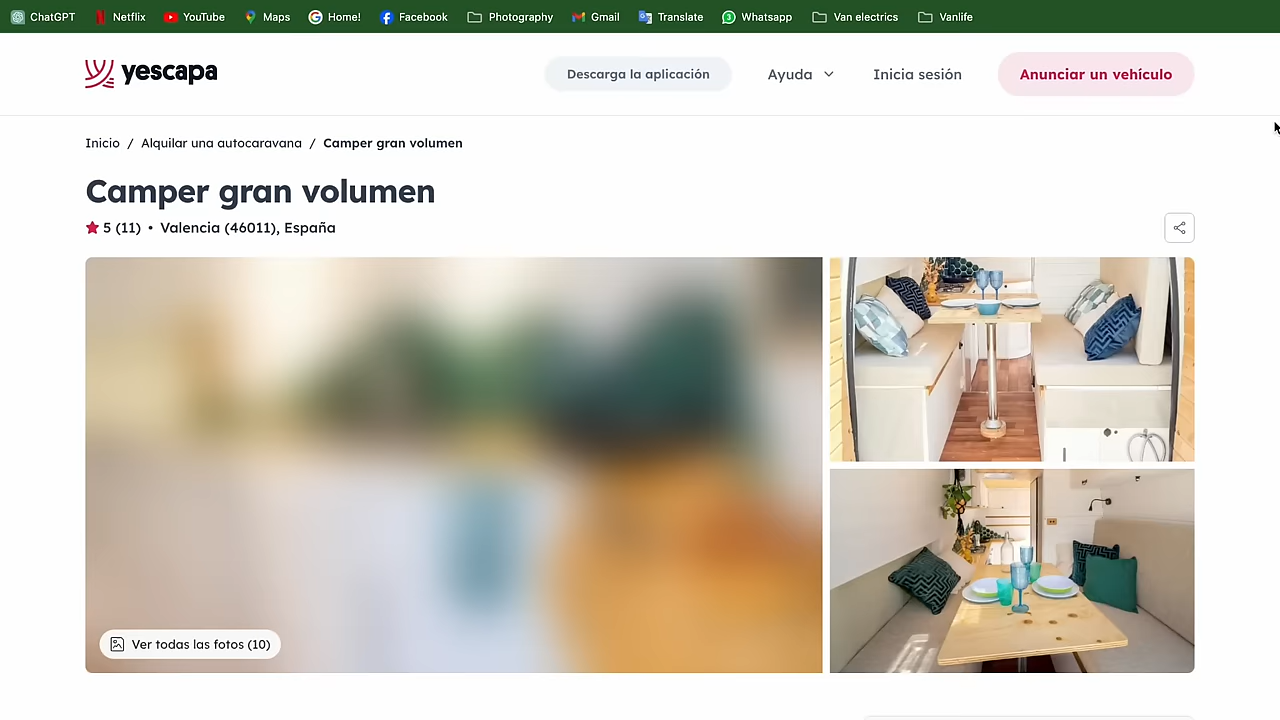 ChatGPT Netflix YouTube Maps Home! Facebook Photography Gmail Translate Whatsapp Van electrics Vanlife
yescapa Descarga la aplicación Ayuda Inicia sesión Anunciar un vehículo
Inicio / Alquilar una autocaravana / Camper gran volumen
Camper gran volumen
5 (11) • Valencia (46011), España
Ver todas las fotos (10)